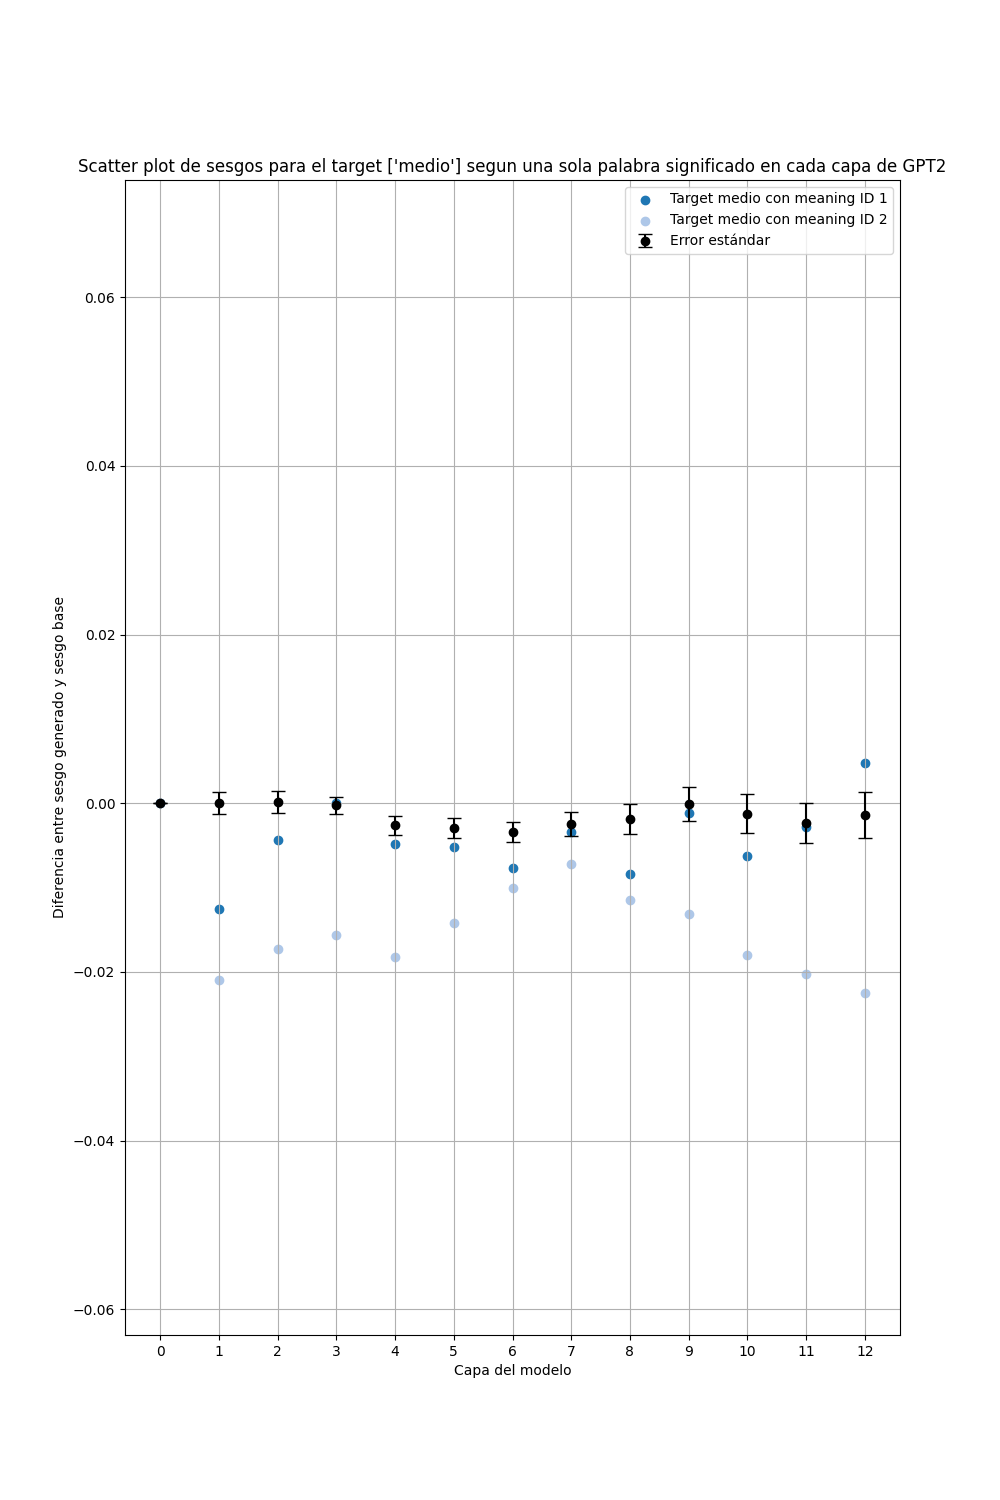 Scatter plot de sesgos para el target ['medio'] segun una sola palabra significado en cada capa de GPT2
Target medio con meaning ID 1
Target medio con meaning ID 2
Error estándar
0.06
0.04
0.02
0.00
−0.02
−0.04
−0.06
Diferencia entre sesgo generado y sesgo base
0 1 2 3 4 5 6 7 8 9 10 11 12
Capa del modelo